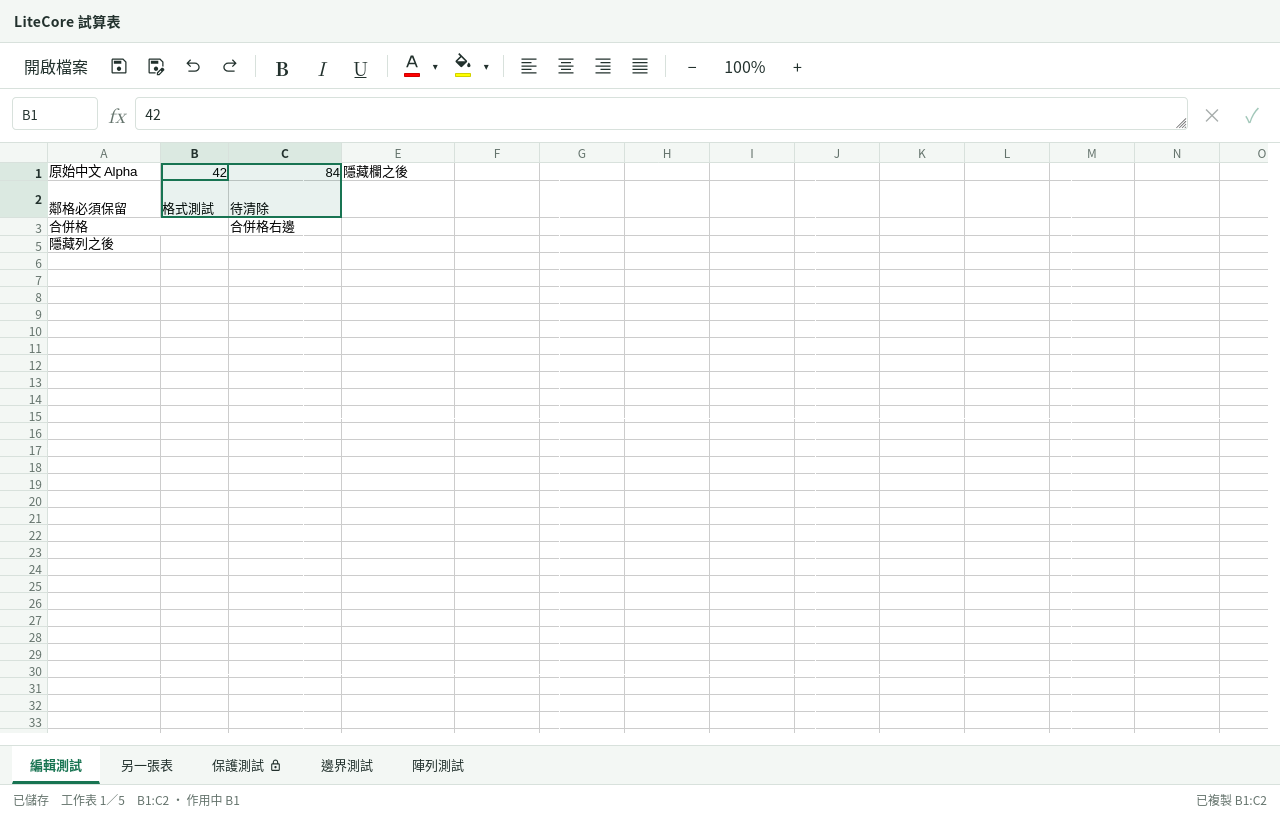 LiteCore 試算表
開啟檔案 B I U A ▾ ▾ − 100% +
B1 fx 42
A B C E F G H I J K L M N O
1 原始中文 Alpha 42 84 隱藏欄之後
2 鄰格必須保留 格式測試 待清除
3 合併格 合併格右邊
5 隱藏列之後
6
7
8
9
10
11
12
13
14
15
16
17
18
19
20
21
22
23
24
25
26
27
28
29
30
31
32
33
編輯測試 另一張表 保護測試 邊界測試 陣列測試
已儲存 工作表 1／5 B1:C2 · 作用中 B1 已複製 B1:C2